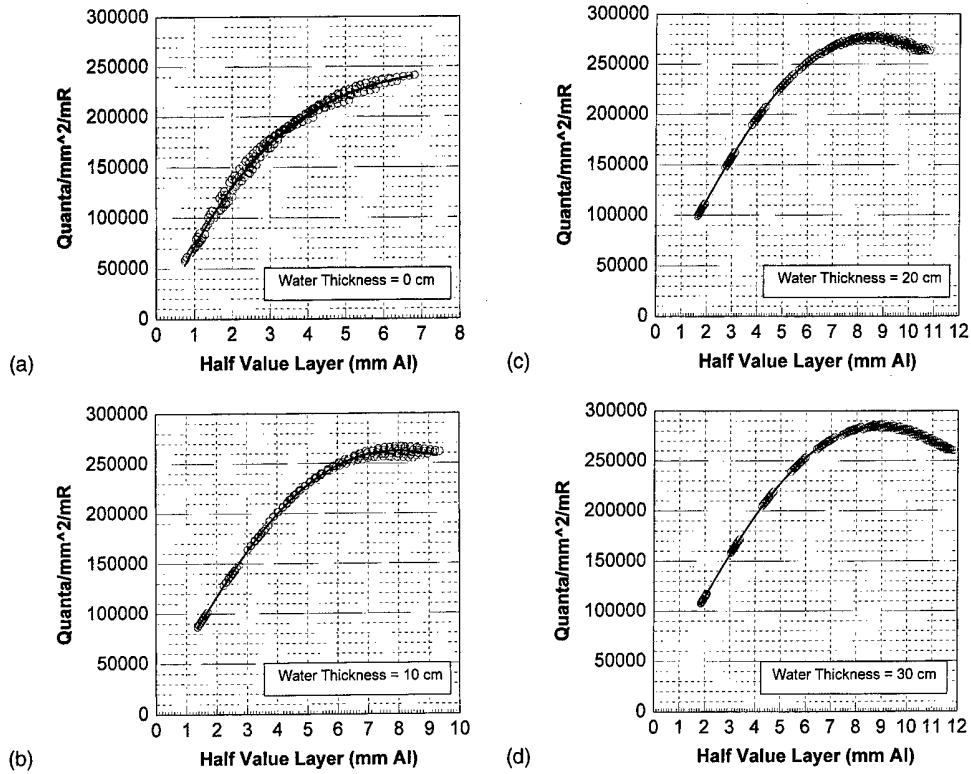 300000
250000
200000
150000
100000
50000
0
Quanta/mm^2/mR
Water Thickness = 0 cm
0 1 2 3 4 5 6 7 8
Half Value Layer (mm Al)
(a)
300000
250000
200000
150000
100000
50000
0
Quanta/mm^2/mR
Water Thickness = 20 cm
0 1 2 3 4 5 6 7 8 9 10 11 12
Half Value Layer (mm Al)
(c)
300000
250000
200000
150000
100000
50000
0
Quanta/mm^2/mR
Water Thickness = 10 cm
0 1 2 3 4 5 6 7 8 9 10
Half Value Layer (mm Al)
(b)
300000
250000
200000
150000
100000
50000
0
Quanta/mm^2/mR
Water Thickness = 30 cm
0 1 2 3 4 5 6 7 8 9 10 11 12
Half Value Layer (mm Al)
(d)